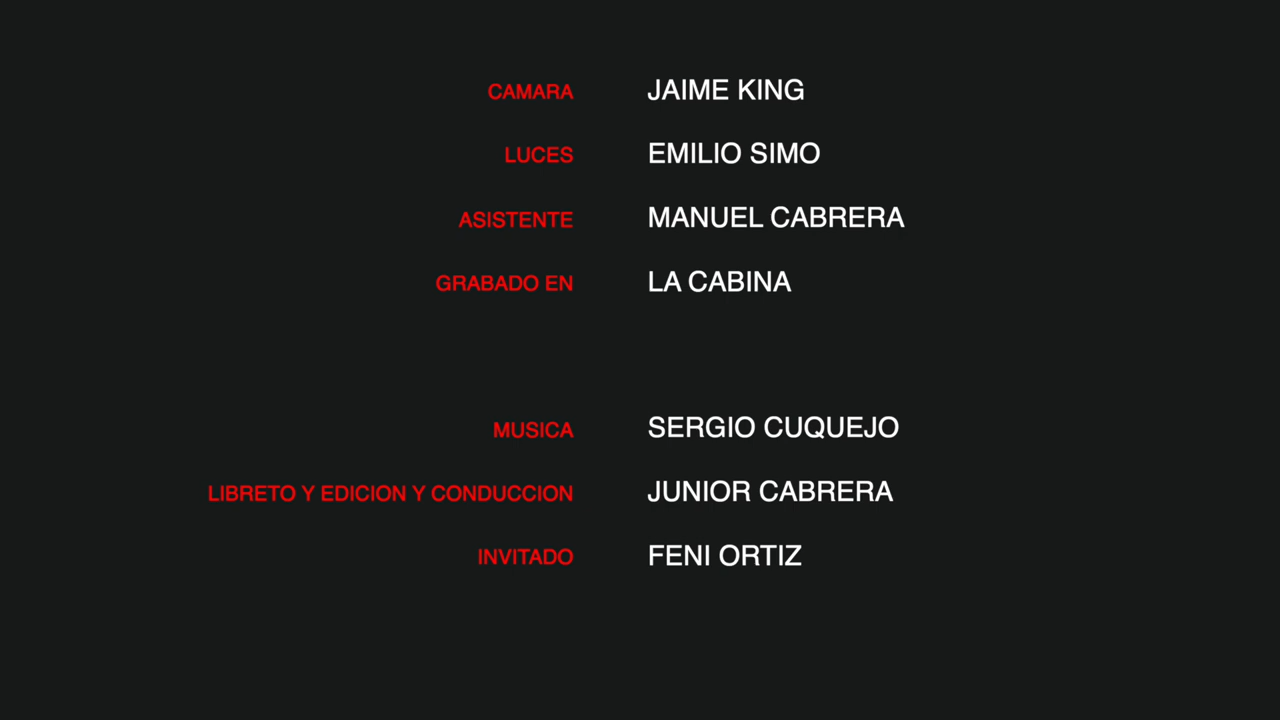 CAMARA JAIME KING
LUCES EMILIO SIMO
ASISTENTE MANUEL CABRERA
GRABADO EN LA CABINA
MUSICA SERGIO CUQUEJO
LIBRETO Y EDICION Y CONDUCCION JUNIOR CABRERA
INVITADO FENI ORTIZ